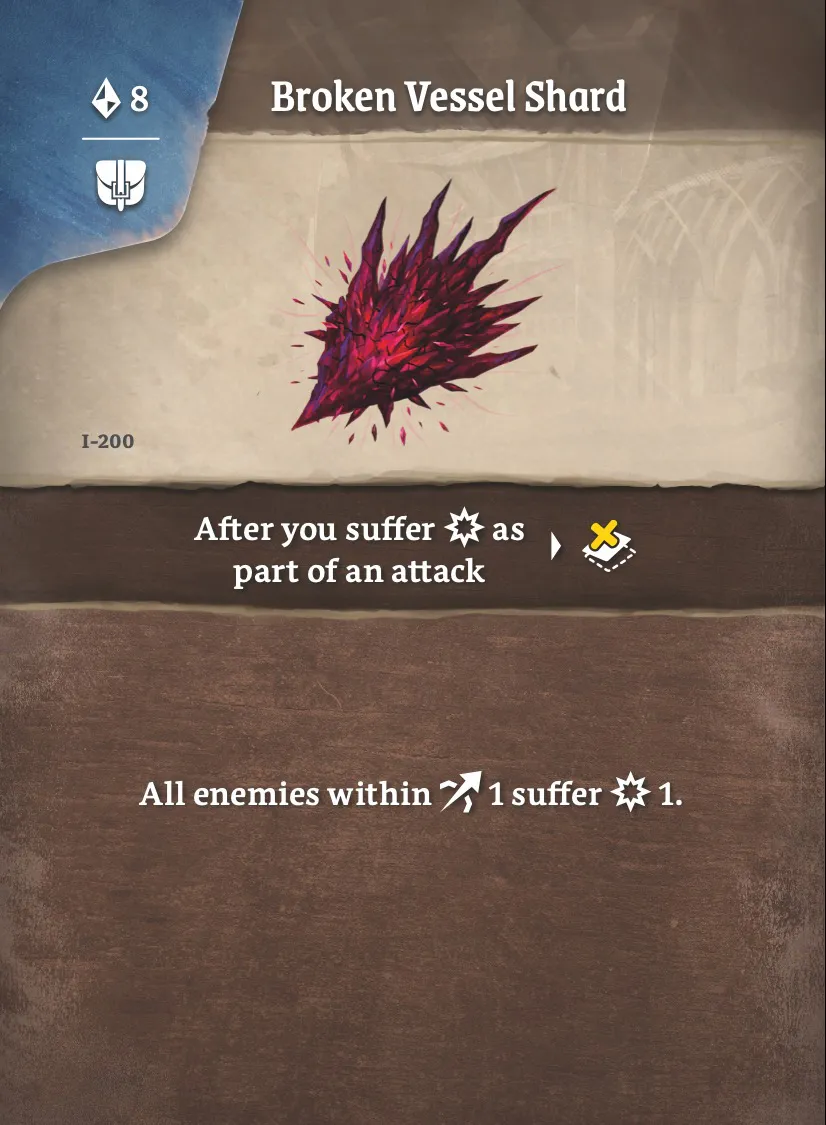 8
Broken Vessel Shard
I-200
After you suffer as
part of an attack
All enemies within 1 suffer 1.